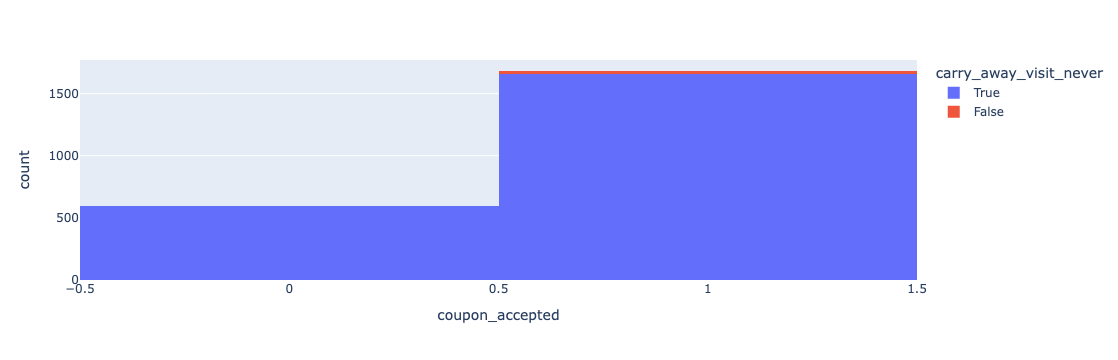 carry_away_visit_never
True
False
count
1500
1000
500
0
−0.5
0
0.5
1
1.5
coupon_accepted